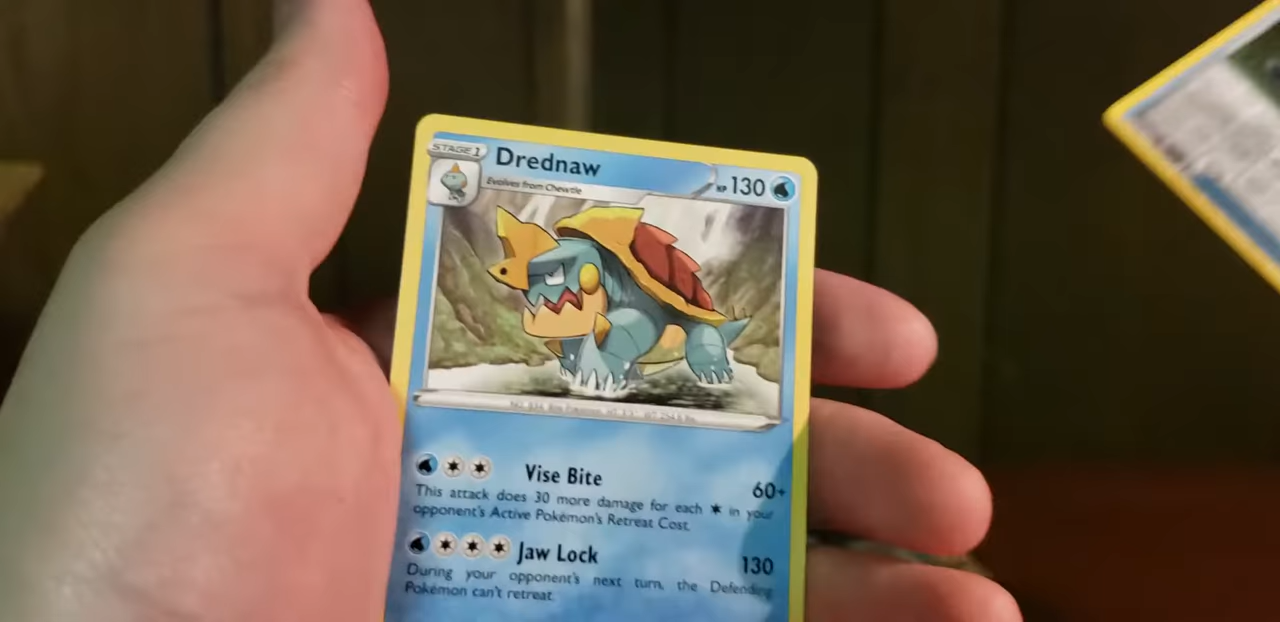 STAGE 1
Drednaw
HP 130
Evolves from Chewtle
Vise Bite 60+
This attack does 30 more damage for each ✶ in your
opponent's Active Pokémon's Retreat Cost.
Jaw Lock 130
During your opponent's next turn, the Defending
Pokémon can't retreat.